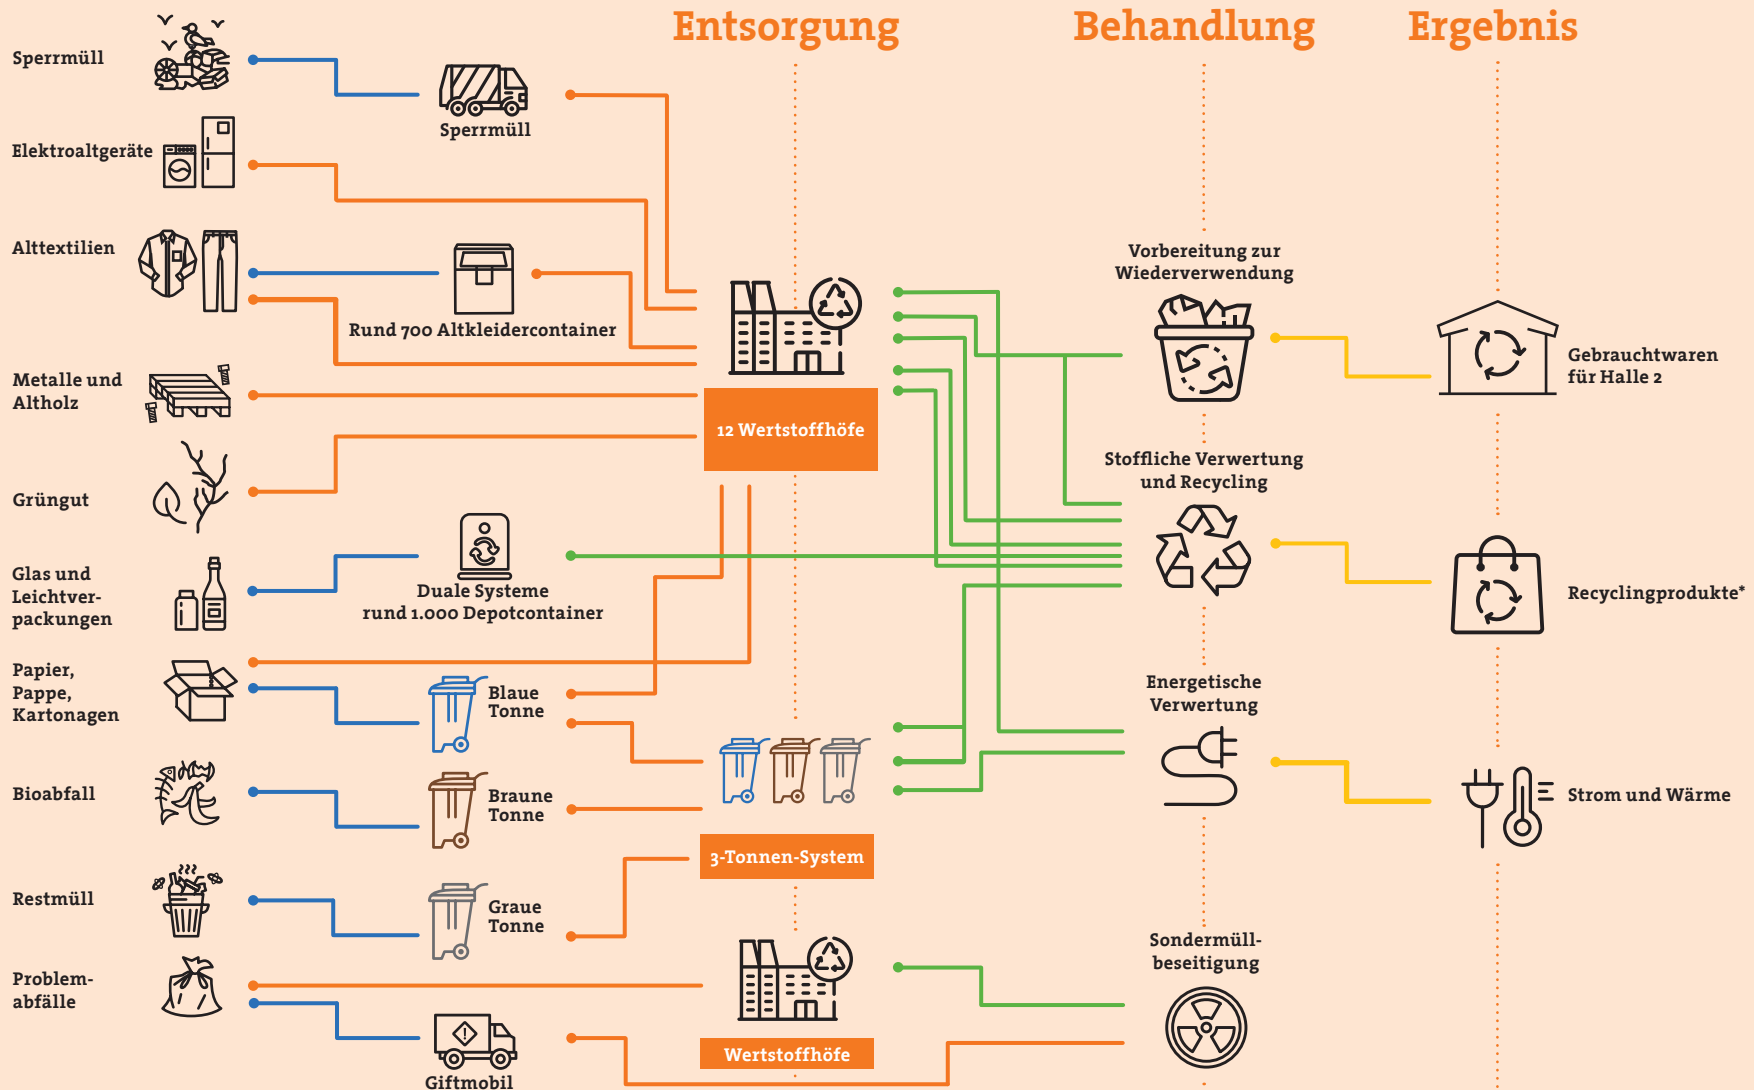 Entsorgung
Behandlung
Ergebnis
Sperrmüll
Sperrmüll
Elektroaltgeräte
Alttextilien
Rund 700 Altkleidercontainer
Metalle und
Altholz
12 Wertstoffhöfe
Grüngut
Glas und
Leichtver-
packungen
Duale Systeme
rund 1.000 Depotcontainer
Papier,
Pappe,
Kartonagen
Blaue
Tonne
Bioabfall
Braune
Tonne
3-Tonnen-System
Restmüll
Graue
Tonne
Problem-
abfälle
Giftmobil
Wertstoffhöfe
Vorbereitung zur
Wiederverwendung
Stoffliche Verwertung
und Recycling
Energetische
Verwertung
Sondermüll-
beseitigung
Gebrauchtwaren
für Halle 2
Recyclingprodukte*
Strom und Wärme